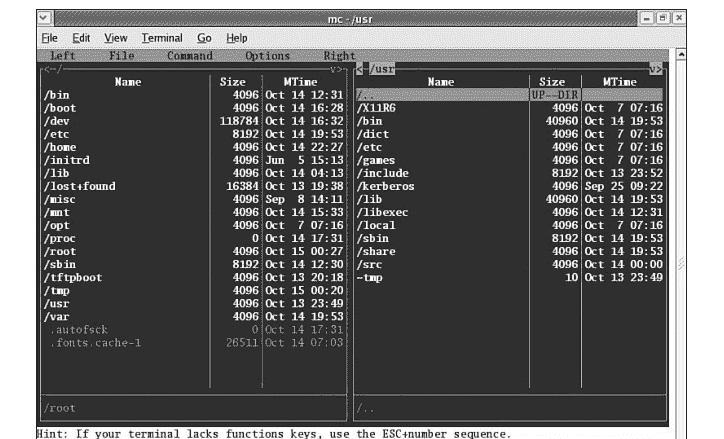 mc - /usr
File Edit View Terminal Go Help
Left File Command Options Right
<-/ v>
Name Size MTime
/bin 4096 Oct 14 12:31
/boot 4096 Oct 14 16:28
/dev 118784 Oct 14 16:32
/etc 8192 Oct 14 19:53
/home 4096 Oct 14 22:27
/initrd 4096 Jun 5 15:13
/lib 4096 Oct 14 04:13
/lost+found 16384 Oct 13 19:38
/misc 4096 Sep 8 14:11
/mnt 4096 Oct 14 15:33
/opt 4096 Oct 7 07:16
/proc 0 Oct 14 17:31
/root 4096 Oct 15 00:27
/sbin 8192 Oct 14 12:30
/tftpboot 4096 Oct 13 20:18
/tmp 4096 Oct 15 00:20
/usr 4096 Oct 13 23:49
/var 4096 Oct 14 19:53
.autofsck 0 Oct 14 17:31
.fonts.cache-1 26511 Oct 14 07:03
/root
< /usr v>
Name Size MTime
/.. UP--DIR
/X11R6 4096 Oct 7 07:16
/bin 40960 Oct 14 19:53
/dict 4096 Oct 7 07:16
/etc 4096 Oct 7 07:16
/games 4096 Oct 7 07:16
/include 8192 Oct 13 23:52
/kerberos 4096 Sep 25 09:22
/lib 40960 Oct 14 19:53
/libexec 4096 Oct 14 12:31
/local 4096 Oct 7 07:16
/sbin 8192 Oct 14 19:53
/share 4096 Oct 14 19:53
/src 4096 Oct 14 00:00
~tmp 10 Oct 13 23:49
/..
Hint: If your terminal lacks functions keys, use the ESC+number sequence.